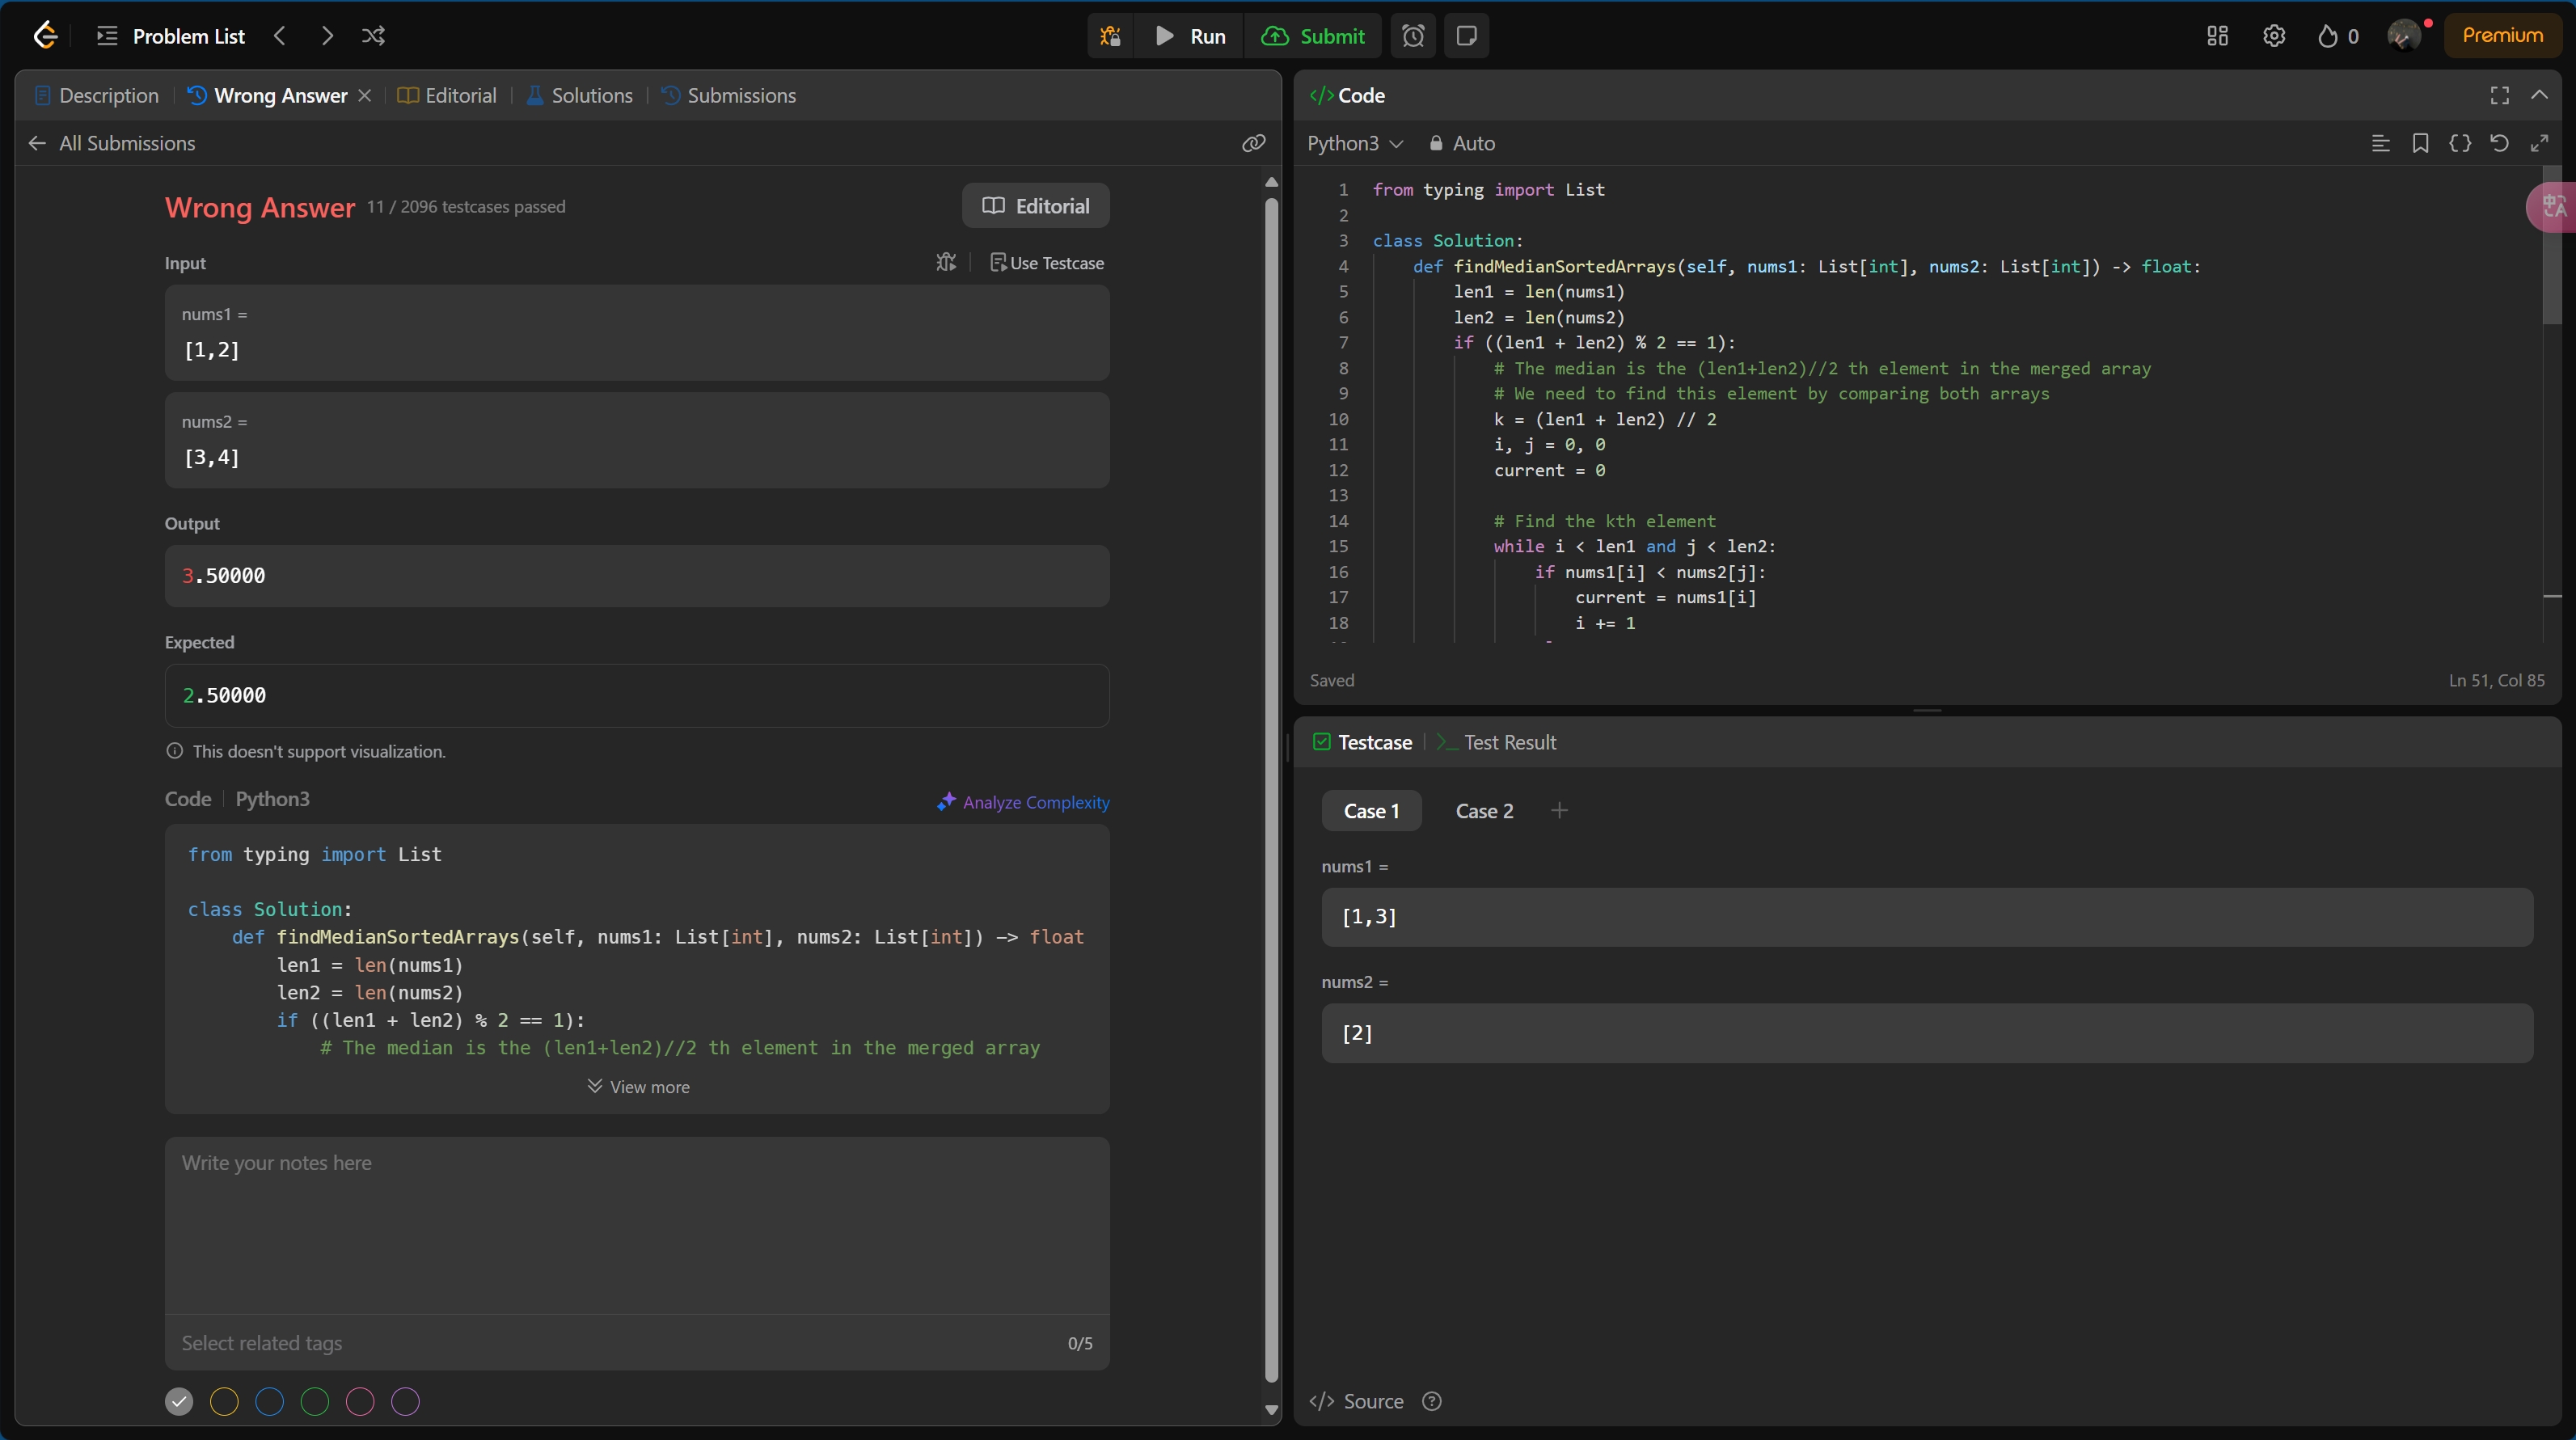 Problem List
Run
Submit
0
Premium
Description
Wrong Answer
Editorial
Solutions
Submissions
All Submissions
Wrong Answer 11 / 2096 testcases passed
Editorial
Input
Use Testcase
nums1 =
[1,2]
nums2 =
[3,4]
Output
3.50000
Expected
2.50000
This doesn't support visualization.
Code
Python3
Analyze Complexity
from typing import List
class Solution:
def findMedianSortedArrays(self, nums1: List[int], nums2: List[int]) -> float
len1 = len(nums1)
len2 = len(nums2)
if ((len1 + len2) % 2 == 1):
# The median is the (len1+len2)//2 th element in the merged array
View more
Write your notes here
Select related tags
0/5
Code
Python3
Auto
1 from typing import List
2
3 class Solution:
4 def findMedianSortedArrays(self, nums1: List[int], nums2: List[int]) -> float:
5 len1 = len(nums1)
6 len2 = len(nums2)
7 if ((len1 + len2) % 2 == 1):
8 # The median is the (len1+len2)//2 th element in the merged array
9 # We need to find this element by comparing both arrays
10 k = (len1 + len2) // 2
11 i, j = 0, 0
12 current = 0
13
14 # Find the kth element
15 while i < len1 and j < len2:
16 if nums1[i] < nums2[j]:
17 current = nums1[i]
18 i += 1
中
A
Saved
Ln 51, Col 85
Testcase
Test Result
Case 1
Case 2
nums1 =
[1,3]
nums2 =
[2]
Source